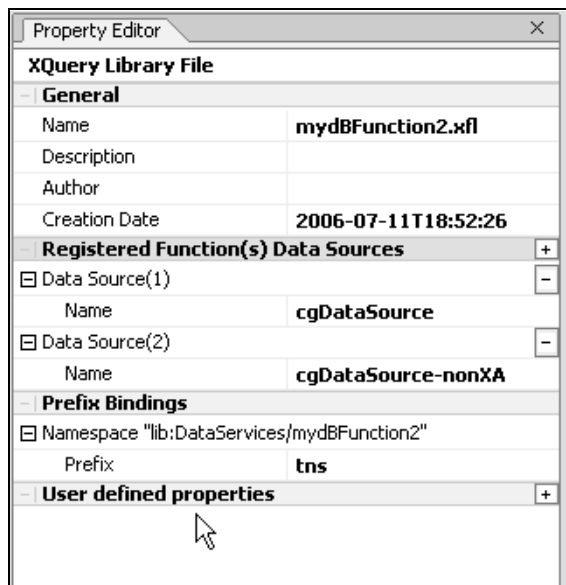 Property Editor
XQuery Library File
General
Name mydBFunction2.xfl
Description
Author
Creation Date 2006-07-11T18:52:26
Registered Function(s) Data Sources
Data Source(1)
Name cgDataSource
Data Source(2)
Name cgDataSource-nonXA
Prefix Bindings
Namespace "lib:DataServices/mydBFunction2"
Prefix tns
User defined properties